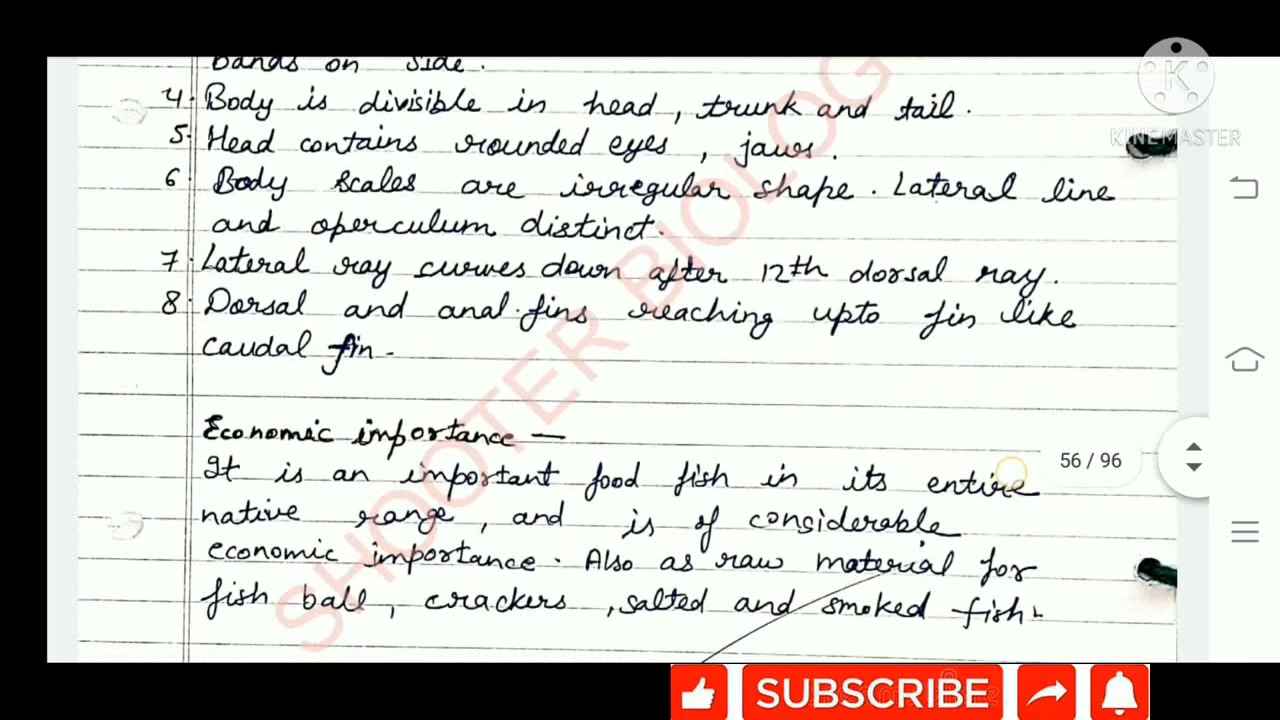 bands on side.
4. Body is divisible in head, trunk and tail.
5. Head contains rounded eyes, jaws.
6. Body scales are irregular shape. Lateral line
and operculum distinct.
7. Lateral ray curves down after 12th dorsal ray.
8. Dorsal and anal fins reaching upto fin like
caudal fin.
Economic importance —
It is an important food fish in its entire
native range, and is of considerable
economic importance. Also as raw material for
fish ball, crackers, salted and smoked fish.
SHOOTER BIOLOG
K
KINEMASTER
56 / 96
SUBSCRIBE